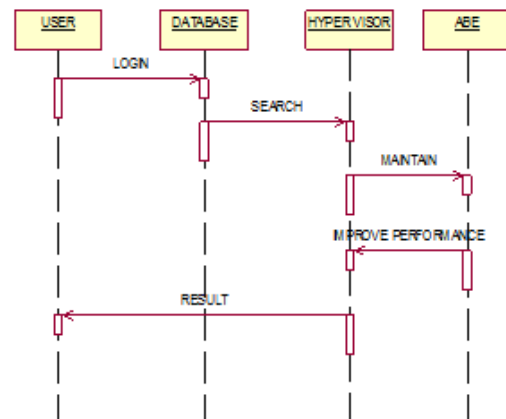 USER
DATABASE
HYPERVISOR
ABE
LOGIN
SEARCH
MAINTAIN
IMPROVE PERFORMANCE
RESULT